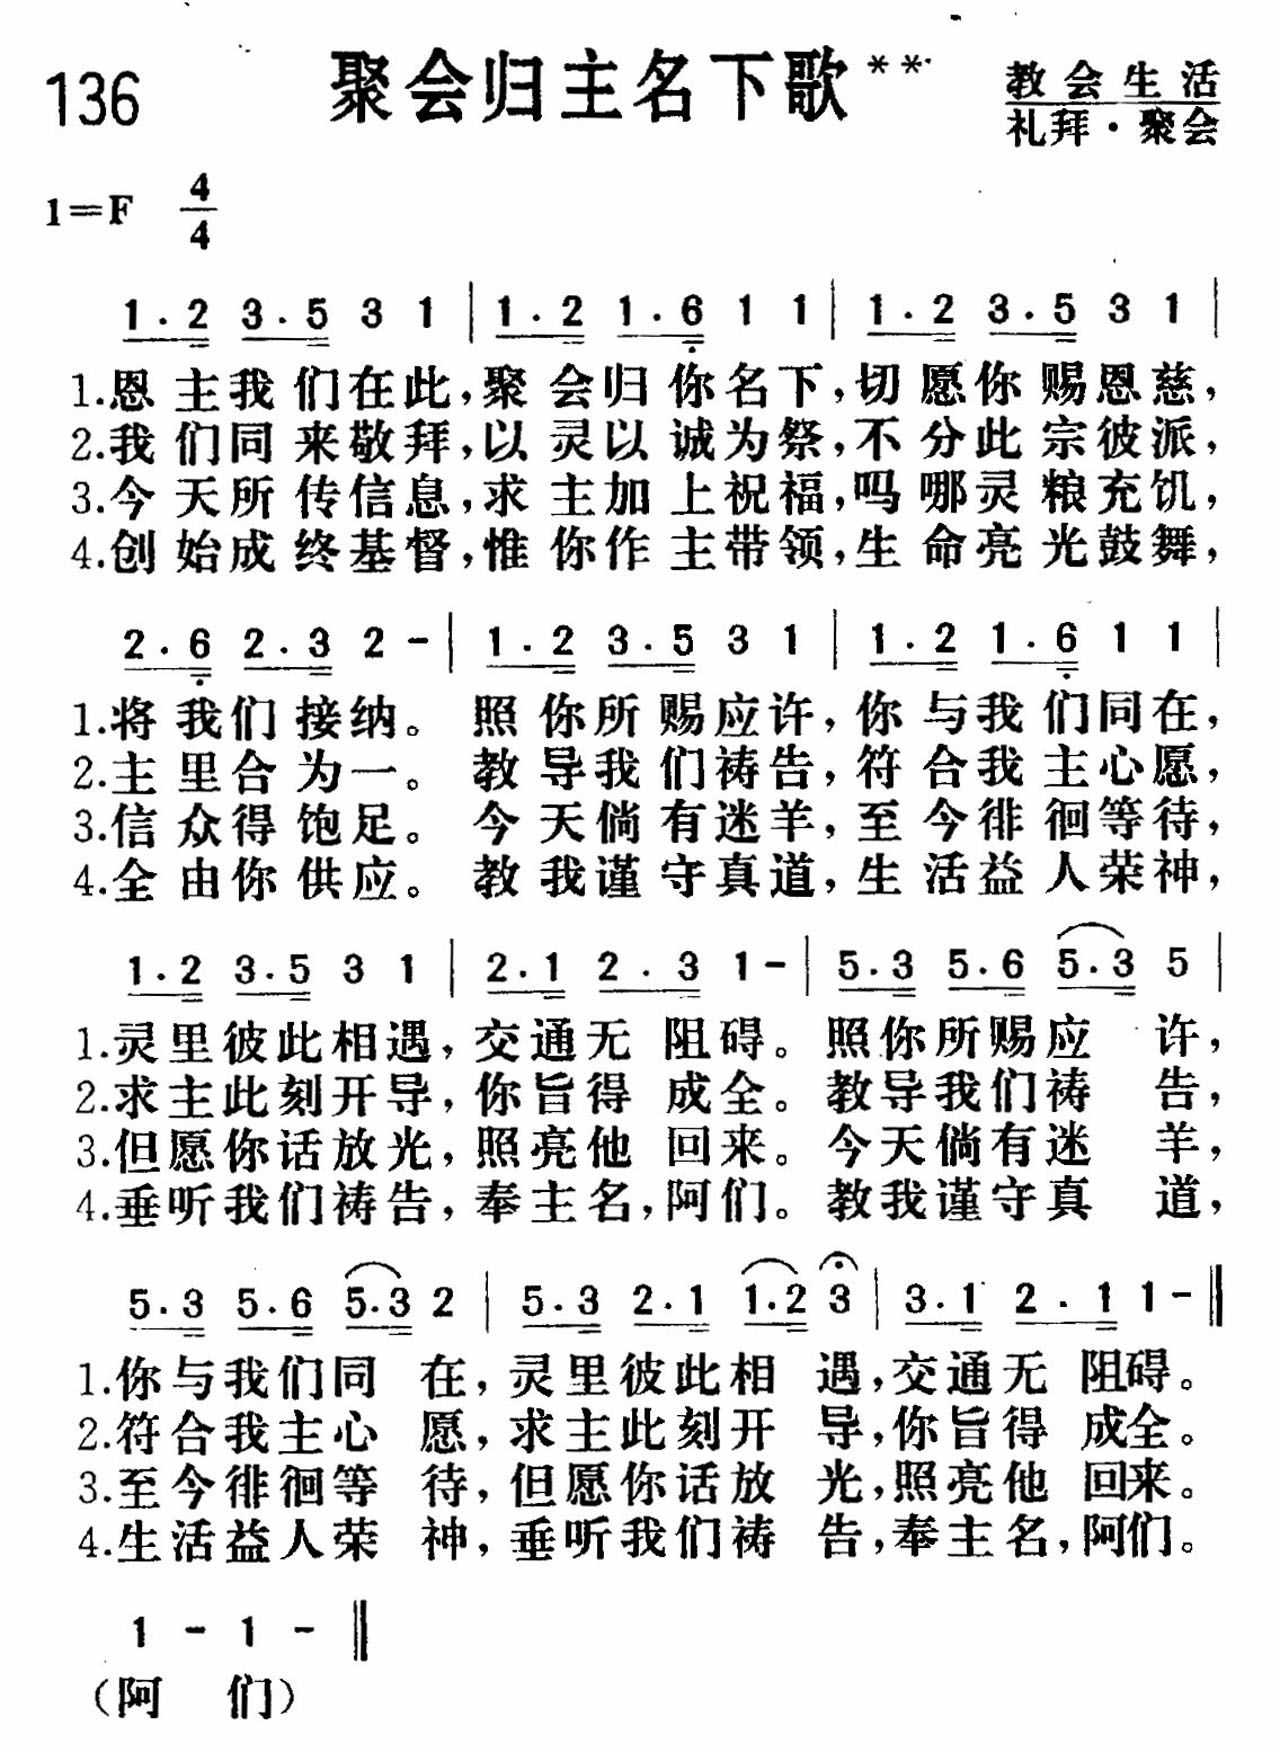 136 聚会归主名下歌**
教会生活
礼拜·聚会
1=F 4/4
1.2 3.5 3 1 | 1.2 1.6 1 1 | 1.2 3.5 3 1 |
1.恩主我们在此,聚会归你名下,切愿你赐恩慈,
2.我们同来敬拜,以灵以诚为祭,不分此宗彼派,
3.今天所传信息,求主加上祝福,吗哪灵粮充饥,
4.创始成终基督,惟你作主带领,生命亮光鼓舞,
2.6 2.3 2 - | 1.2 3.5 3 1 | 1.2 1.6 1 1 |
1.将我们接纳。照你所赐应许,你与我们同在,
2.主里合为一。教导我们祷告,符合我主心愿,
3.信众得饱足。今天倘有迷羊,至今徘徊等待,
4.全由你供应。教我谨守真道,生活益人荣神,
1.2 3.5 3 1 | 2.1 2.3 1 - | 5.3 5.6 5.3 5 |
1.灵里彼此相遇,交通无阻碍。照你所赐应许,
2.求主此刻开导,你旨得成全。教导我们祷告,
3.但愿你话放光,照亮他回来。今天倘有迷羊,
4.垂听我们祷告,奉主名,阿们。教我谨守真道,
5.3 5.6 5.3 2 | 5.3 2.1 1.2 3 | 3.1 2.1 1 - ‖
1.你与我们同在,灵里彼此相遇,交通无阻碍。
2.符合我主心愿,求主此刻开导,你旨得成全。
3.至今徘徊等待,但愿你话放光,照亮他回来。
4.生活益人荣神,垂听我们祷告,奉主名,阿们。
1 - 1 - ‖
(阿们)